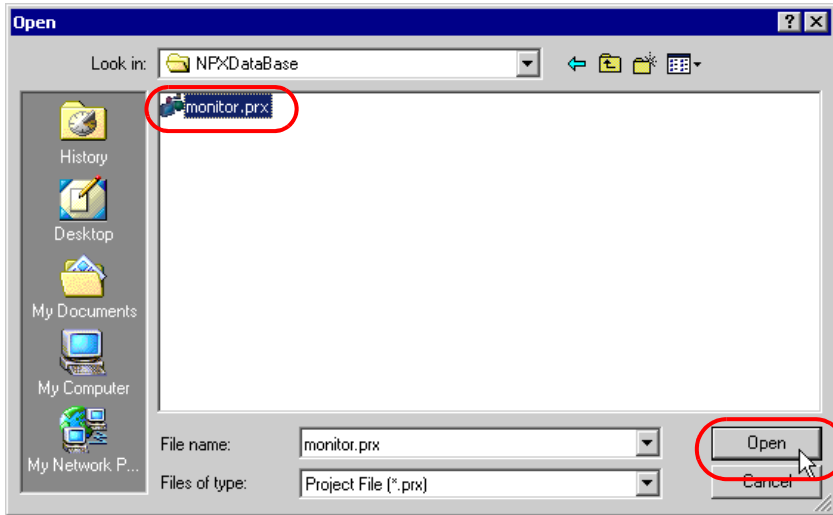 Open
Look in: NPXDataBase
monitor.prx
History
Desktop
My Documents
My Computer
My Network P...
File name: monitor.prx Open
Files of type: Project File (*.prx) Cancel